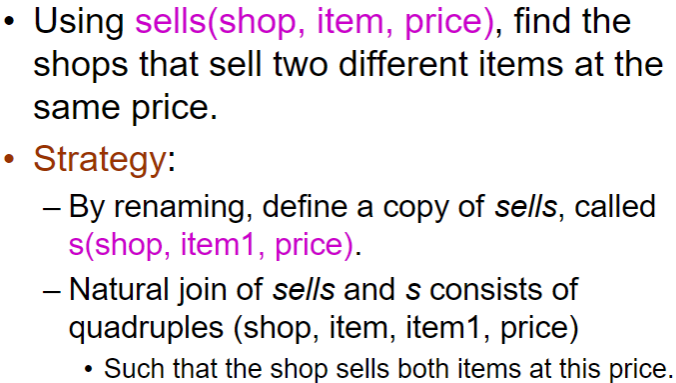 • Using sells(shop, item, price), find the
shops that sell two different items at the
same price.
• Strategy:
– By renaming, define a copy of sells, called
s(shop, item1, price).
– Natural join of sells and s consists of
quadruples (shop, item, item1, price)
• Such that the shop sells both items at this price.